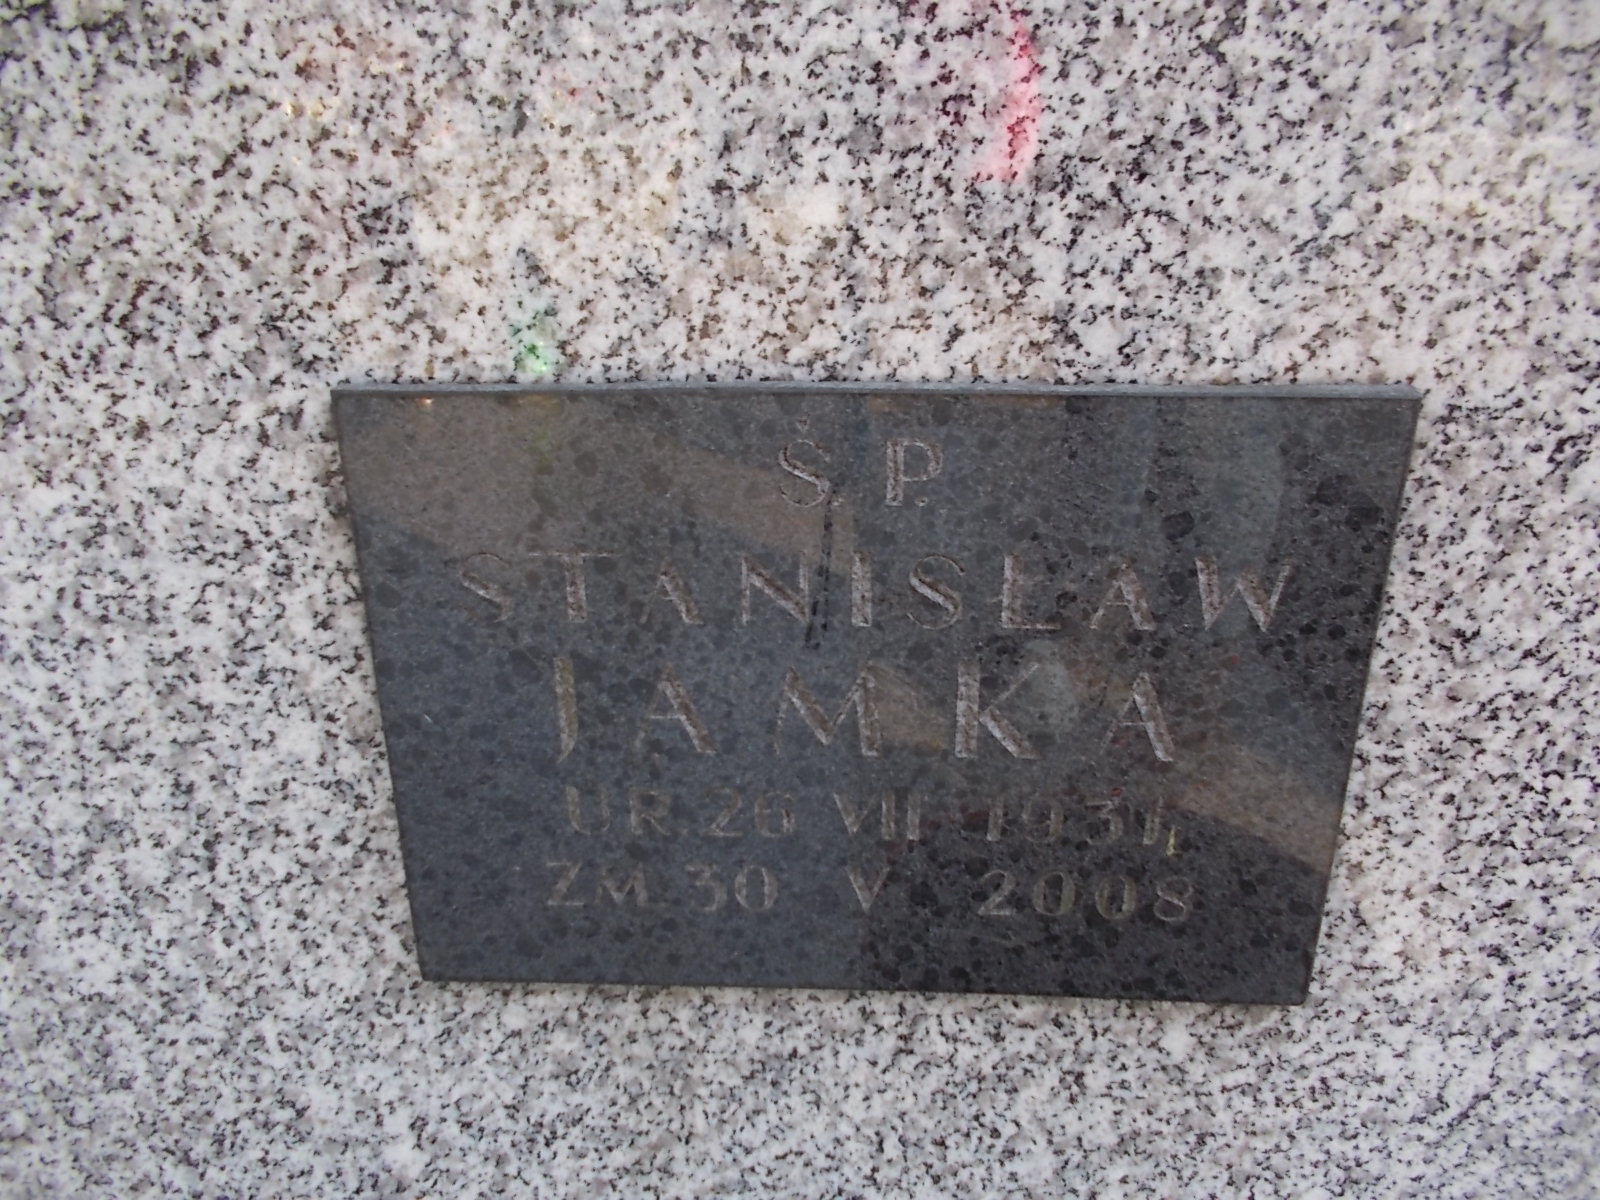 Ś. P.
STANISŁAW
JAMKA
UR. 26 VII 1931
ZM. 30 V 2008